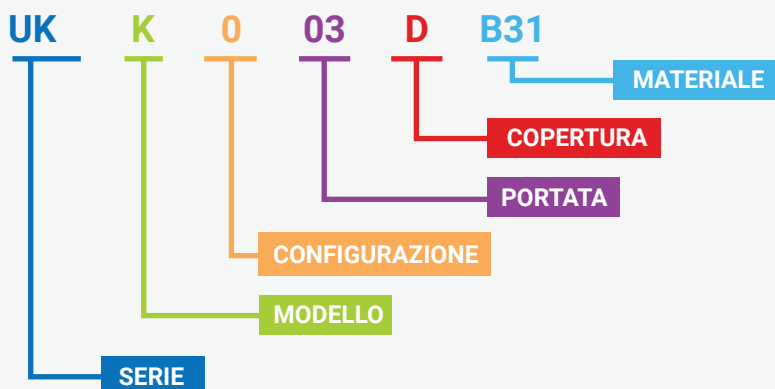 UK K 0 03 D B31
MATERIALE
COPERTURA
PORTATA
CONFIGURAZIONE
MODELLO
SERIE